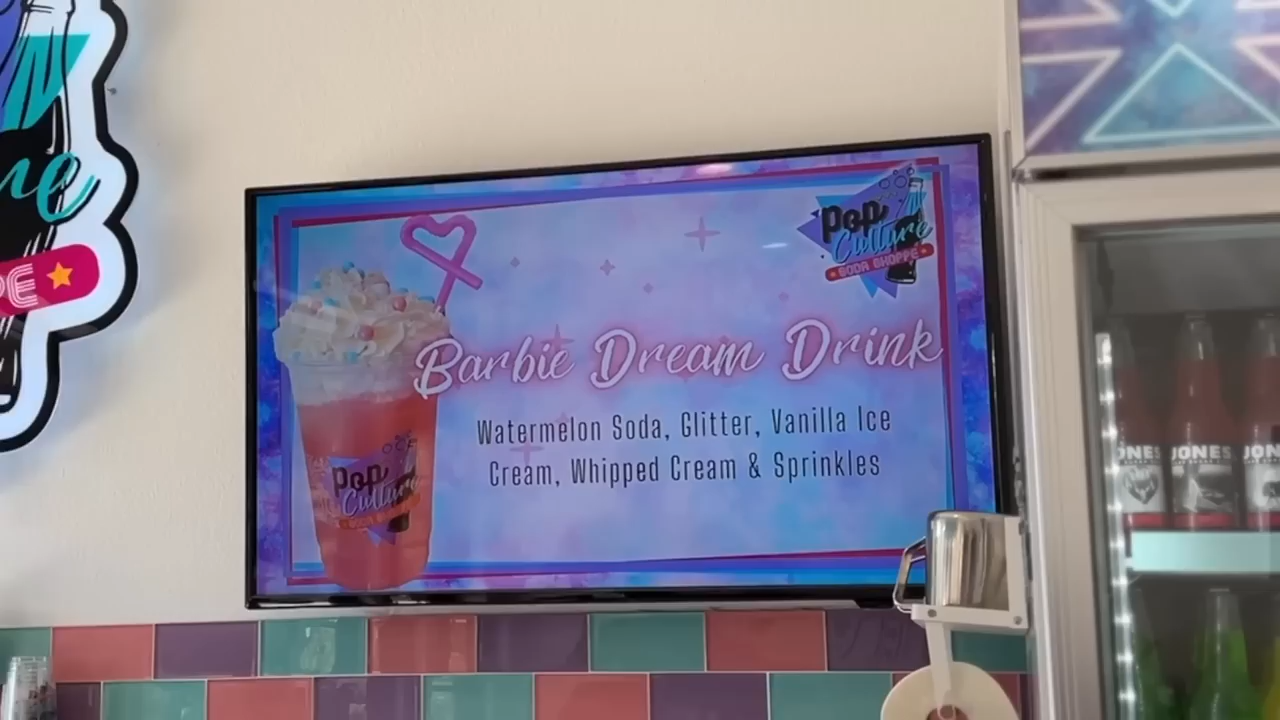 Pop
Culture
SODA SHOPPE
Barbie Dream Drink
Watermelon Soda, Glitter, Vanilla Ice
Cream, Whipped Cream & Sprinkles
Pop
Culture
JONES
JONES